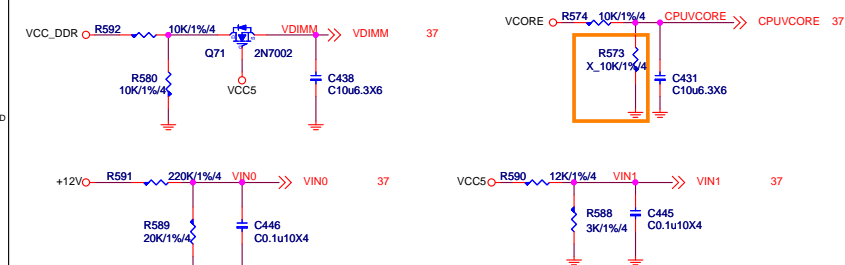 VCC_DDR R592 10K/1%/4 VDIMM VDIMM 37
Q71 2N7002
R580
10K/1%/4
VCC5
C438
C10u6.3X6
VCORE R574 10K/1%/4 CPUVCORE CPUVCORE 37
R573
X_10K/1%/4
C431
C10u6.3X6
D
+12V R591 220K/1%/4 VIN0 VIN0 37
R589
20K/1%/4
C446
C0.1u10X4
VCC5 R590 12K/1%/4 VIN1 VIN1 37
R588
3K/1%/4
C445
C0.1u10X4